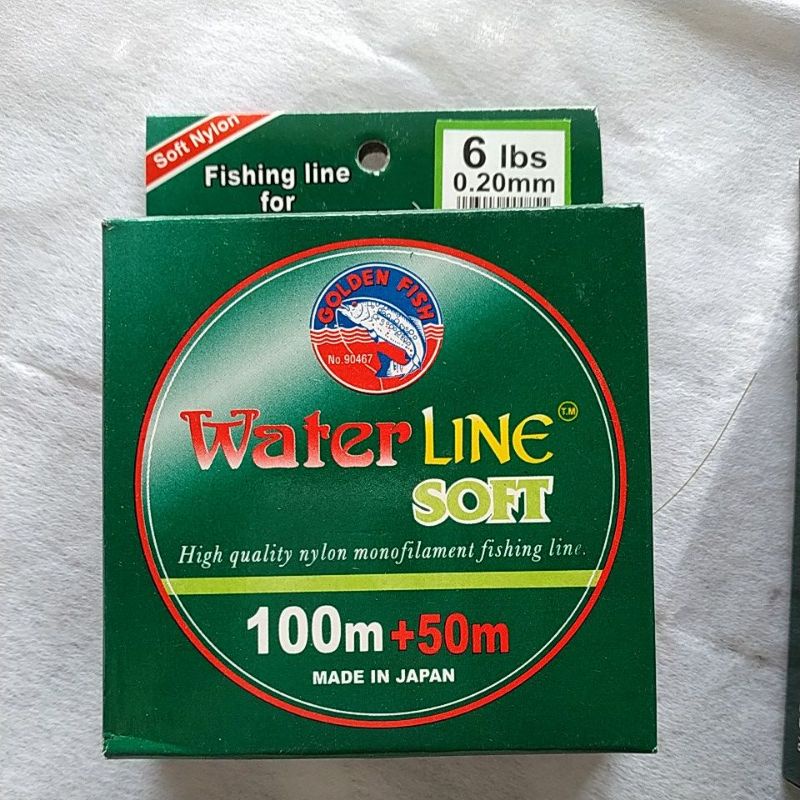 Soft Nylon
Fishing line
for
6 lbs
0.20mm
GOLDEN FISH
No.90467
Water LINE T.M
SOFT
High quality nylon monofilament fishing line.
100m +50m
MADE IN JAPAN